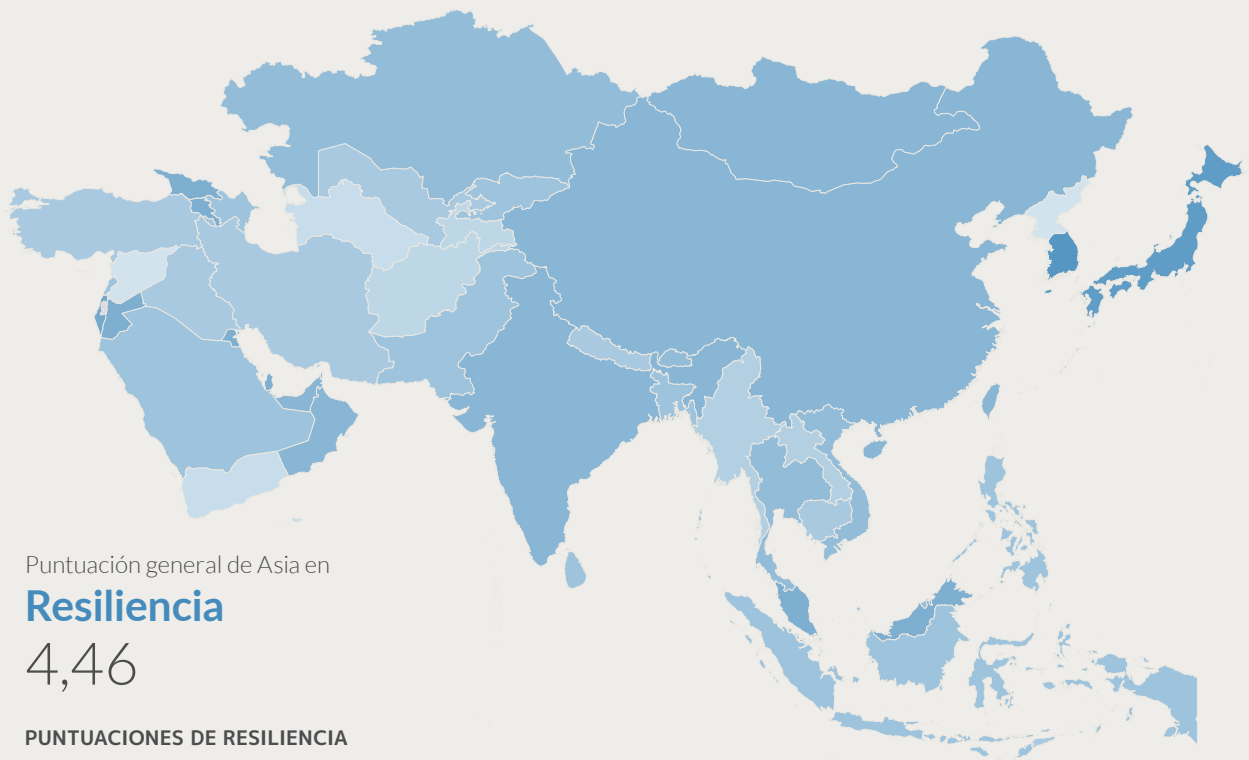 Puntuación general de Asia en
Resiliencia
4,46
PUNTUACIONES DE RESILIENCIA